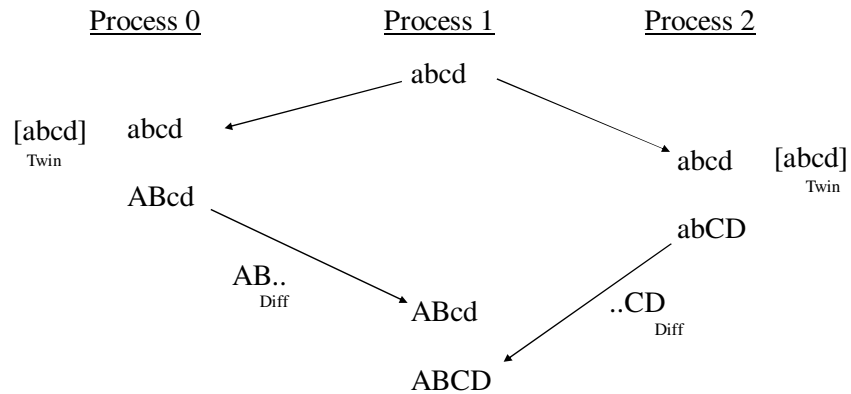 Process 0 Process 1 Process 2
abcd
[abcd] abcd
Twin
abcd [abcd]
Twin
ABcd
abCD
AB..
Diff
ABcd
..CD
Diff
ABCD